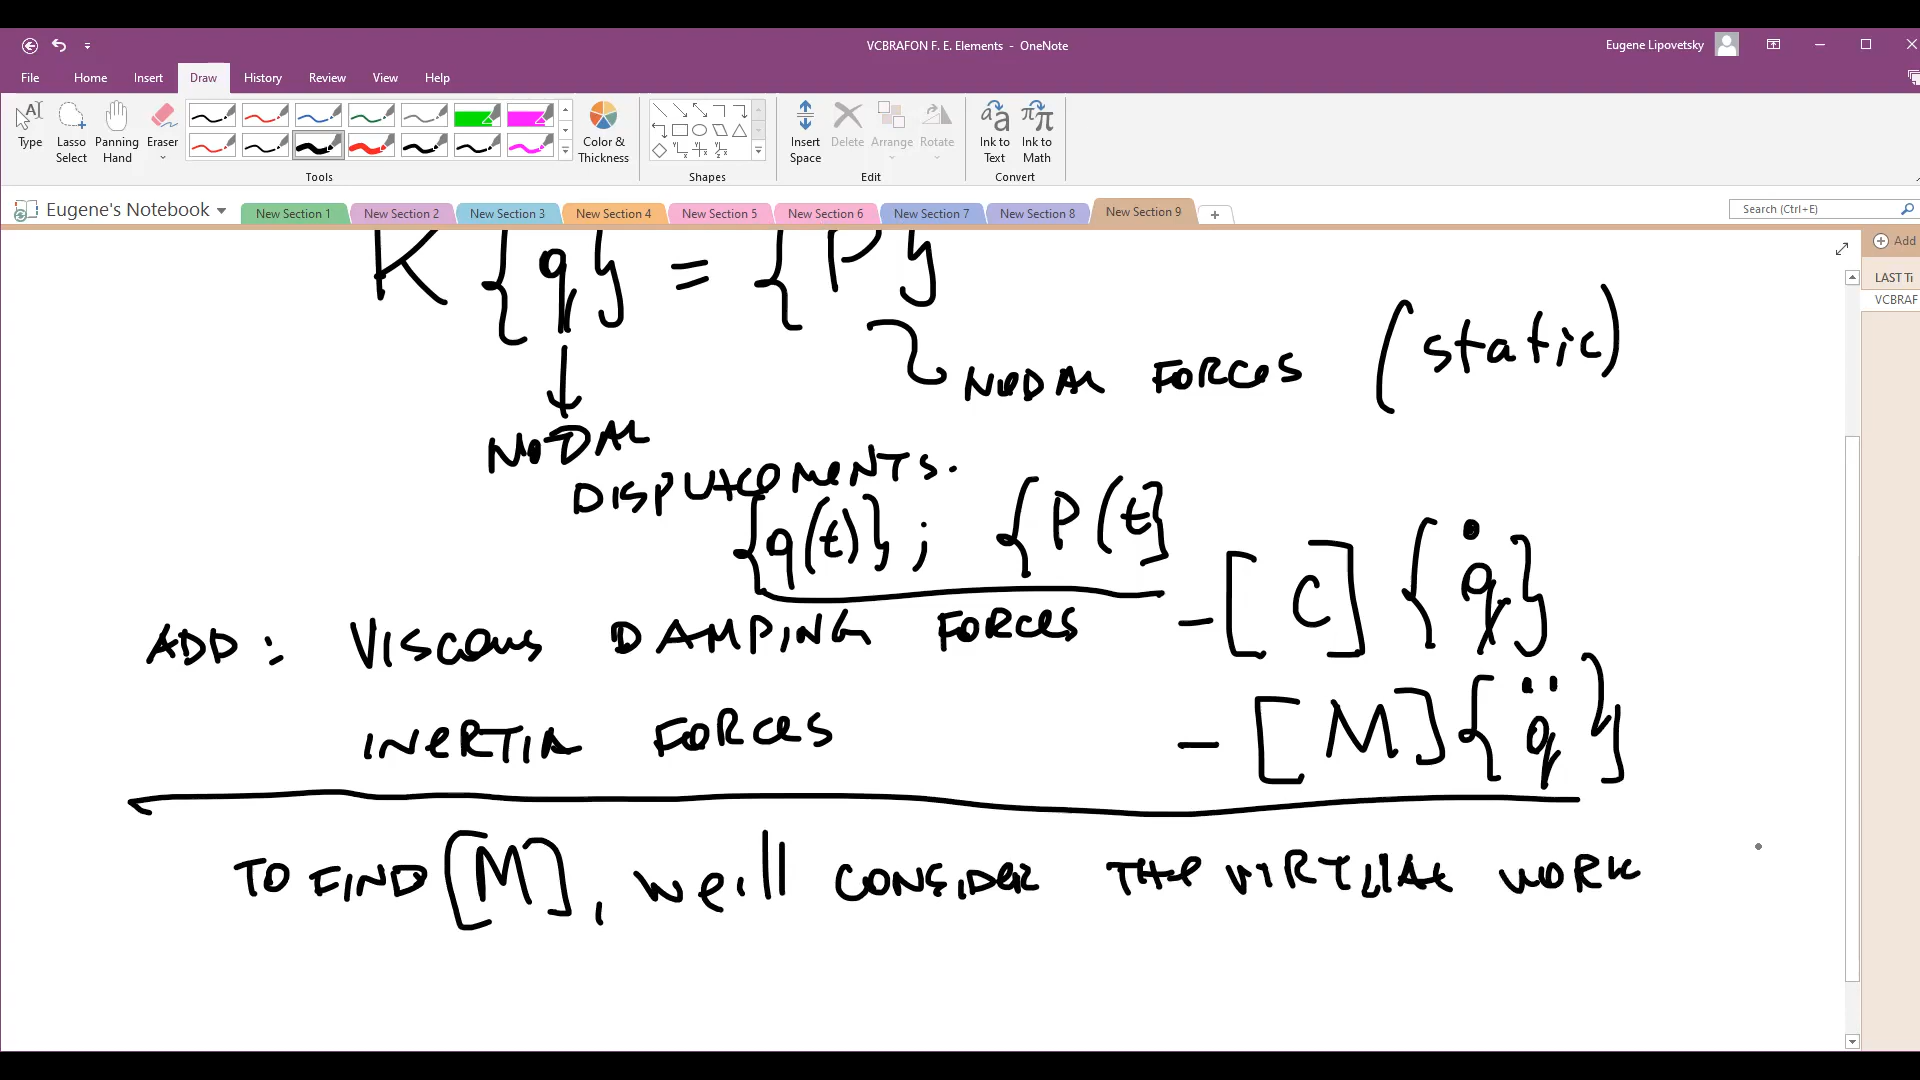 VCBRAFON F. E. Elements - OneNote
Eugene Lipovetsky
File Home Insert Draw History Review View Help
Type
Lasso Select
Panning Hand
Eraser
Color & Thickness
Insert Space
Delete
Arrange
Rotate
Ink to Text
Ink to Math
Tools Shapes Edit Convert
Eugene's Notebook New Section 1 New Section 2 New Section 3 New Section 4 New Section 5 New Section 6 New Section 7 New Section 8 New Section 9 +
Search (Ctrl+E)
Add
LAST Ti
VCBRAF
K {q} = {P}
NODAL FORCES (static)
NODAL
DISPLACEMENTS.
{q(t)}; {P(t}
ADD: VISCOUS DAMPING FORCES -[C]{q̇}
INERTIA FORCES -[M]{q̈}}
TO FIND [M], we'll CONSIDER THE VIRTUAL WORK